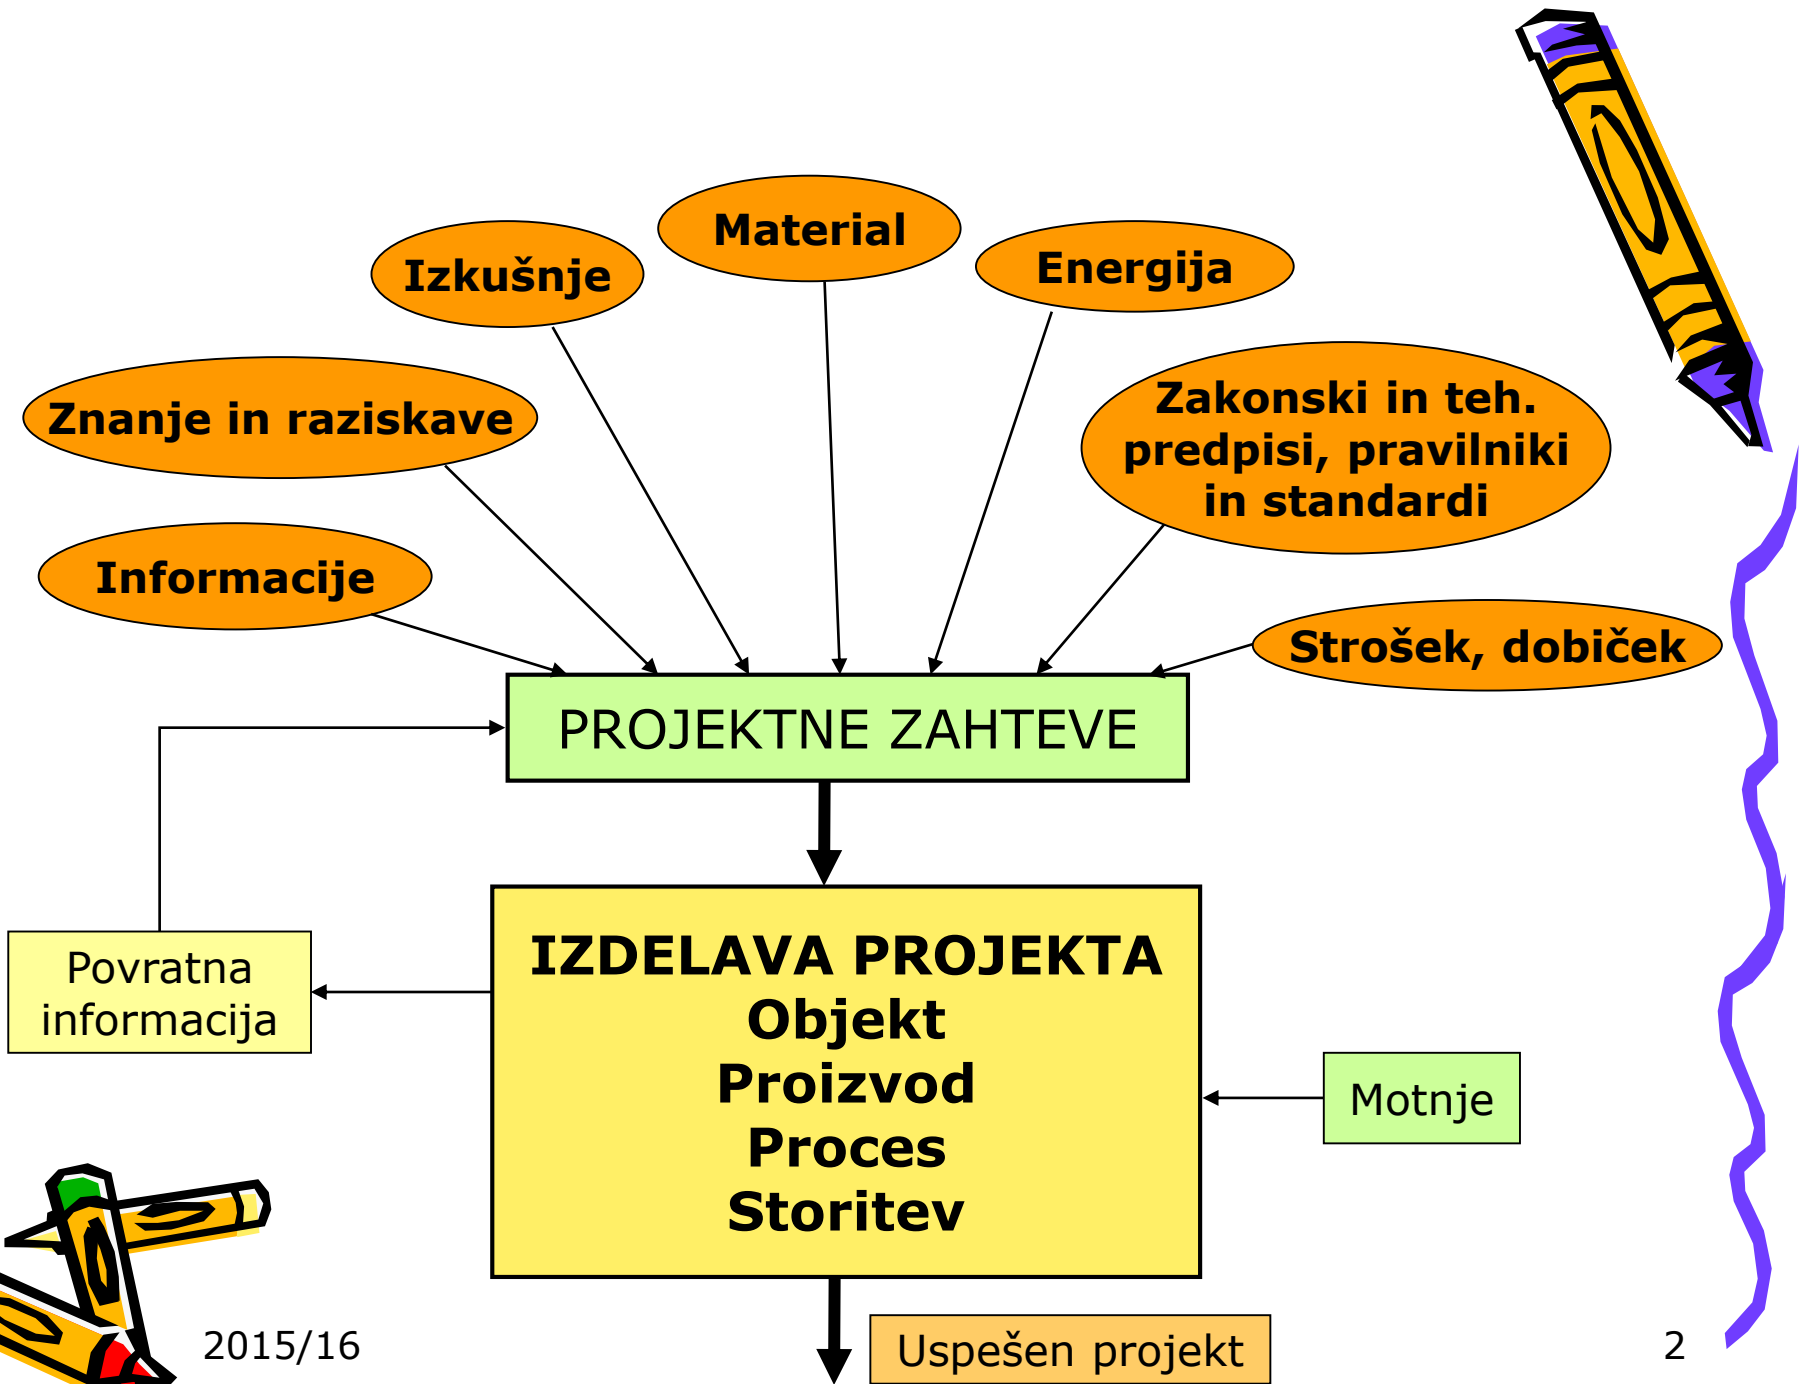 Material
Izkušnje
Energija
Znanje in raziskave
Zakonski in teh.
predpisi, pravilniki
in standardi
Informacije
Strošek, dobiček
PROJEKTNE ZAHTEVE
Povratna
informacija
IZDELAVA PROJEKTA
Objekt
Proizvod
Proces
Storitev
Motnje
2015/16
Uspešen projekt
2